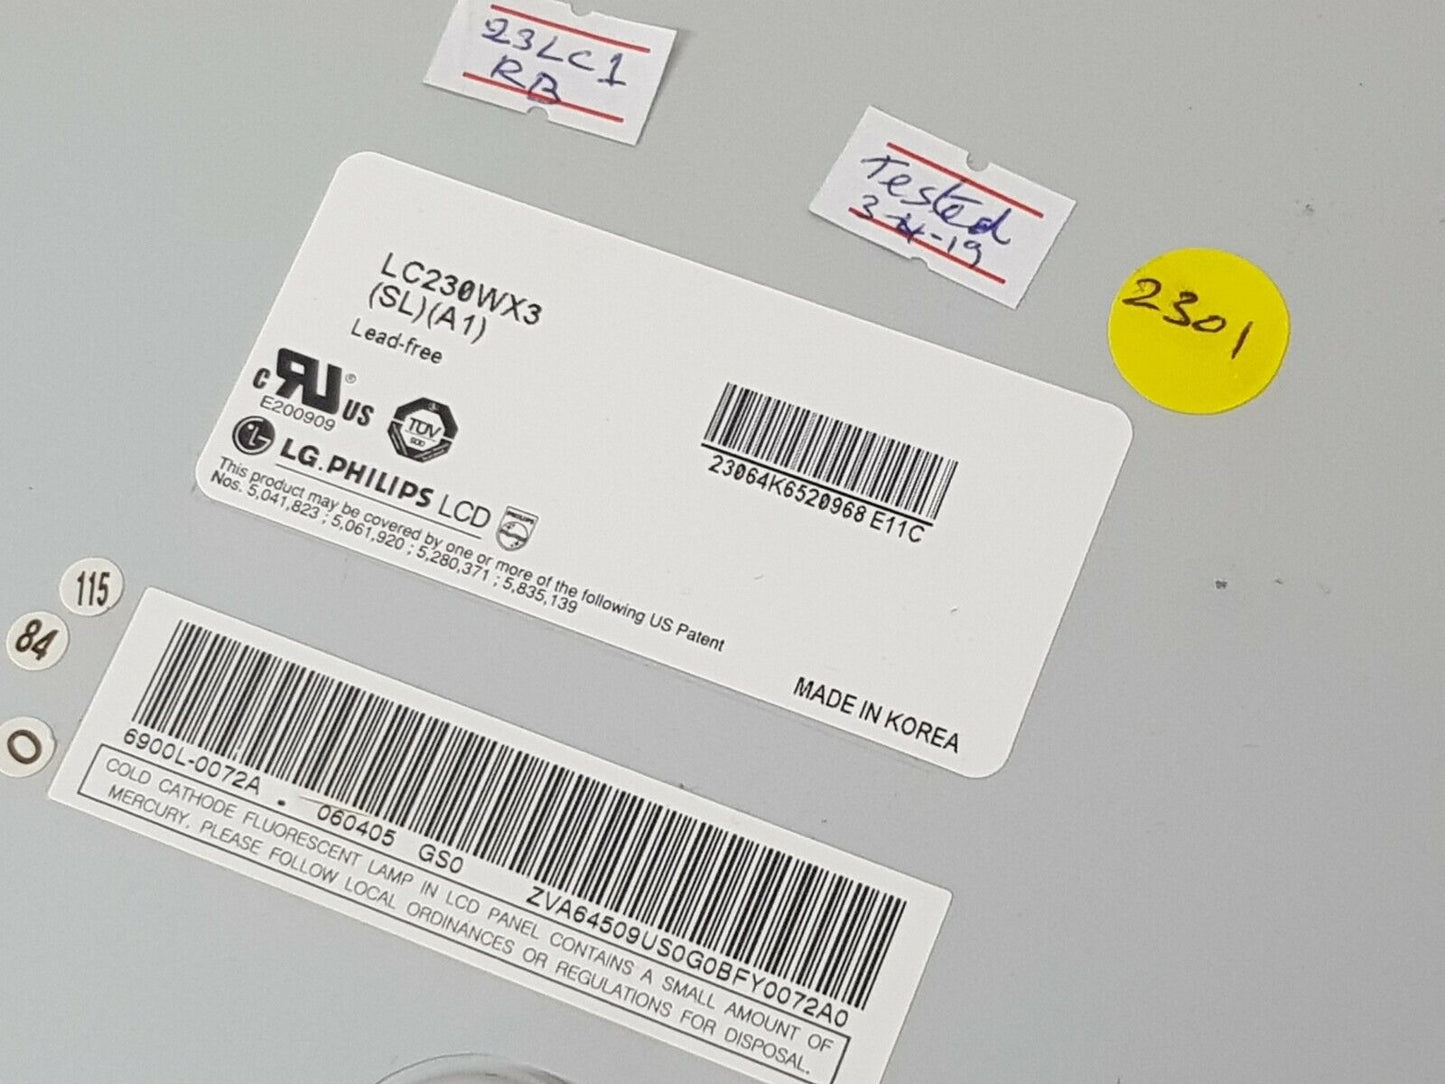 23LC1
RB
Tested
3-4-19
2301
LC230WX3
(SL)(A1)
Lead-free
c RU® US
E200909
TÜV
LG.PHILIPS LCD
PHILIPS
This product may be covered by one or more of the following US Patent
Nos. 5,041,823 ; 5,061,920 ; 5,280,371 ; 5,835,139
23064K6520968 E11C
MADE IN KOREA
115
84
0
6900L-0072A - 060405 GS0 ZVA64509US0G0BFY0072A0
COLD CATHODE FLUORESCENT LAMP IN LCD PANEL CONTAINS A SMALL AMOUNT OF
MERCURY, PLEASE FOLLOW LOCAL ORDINANCES OR REGULATIONS FOR DISPOSAL.